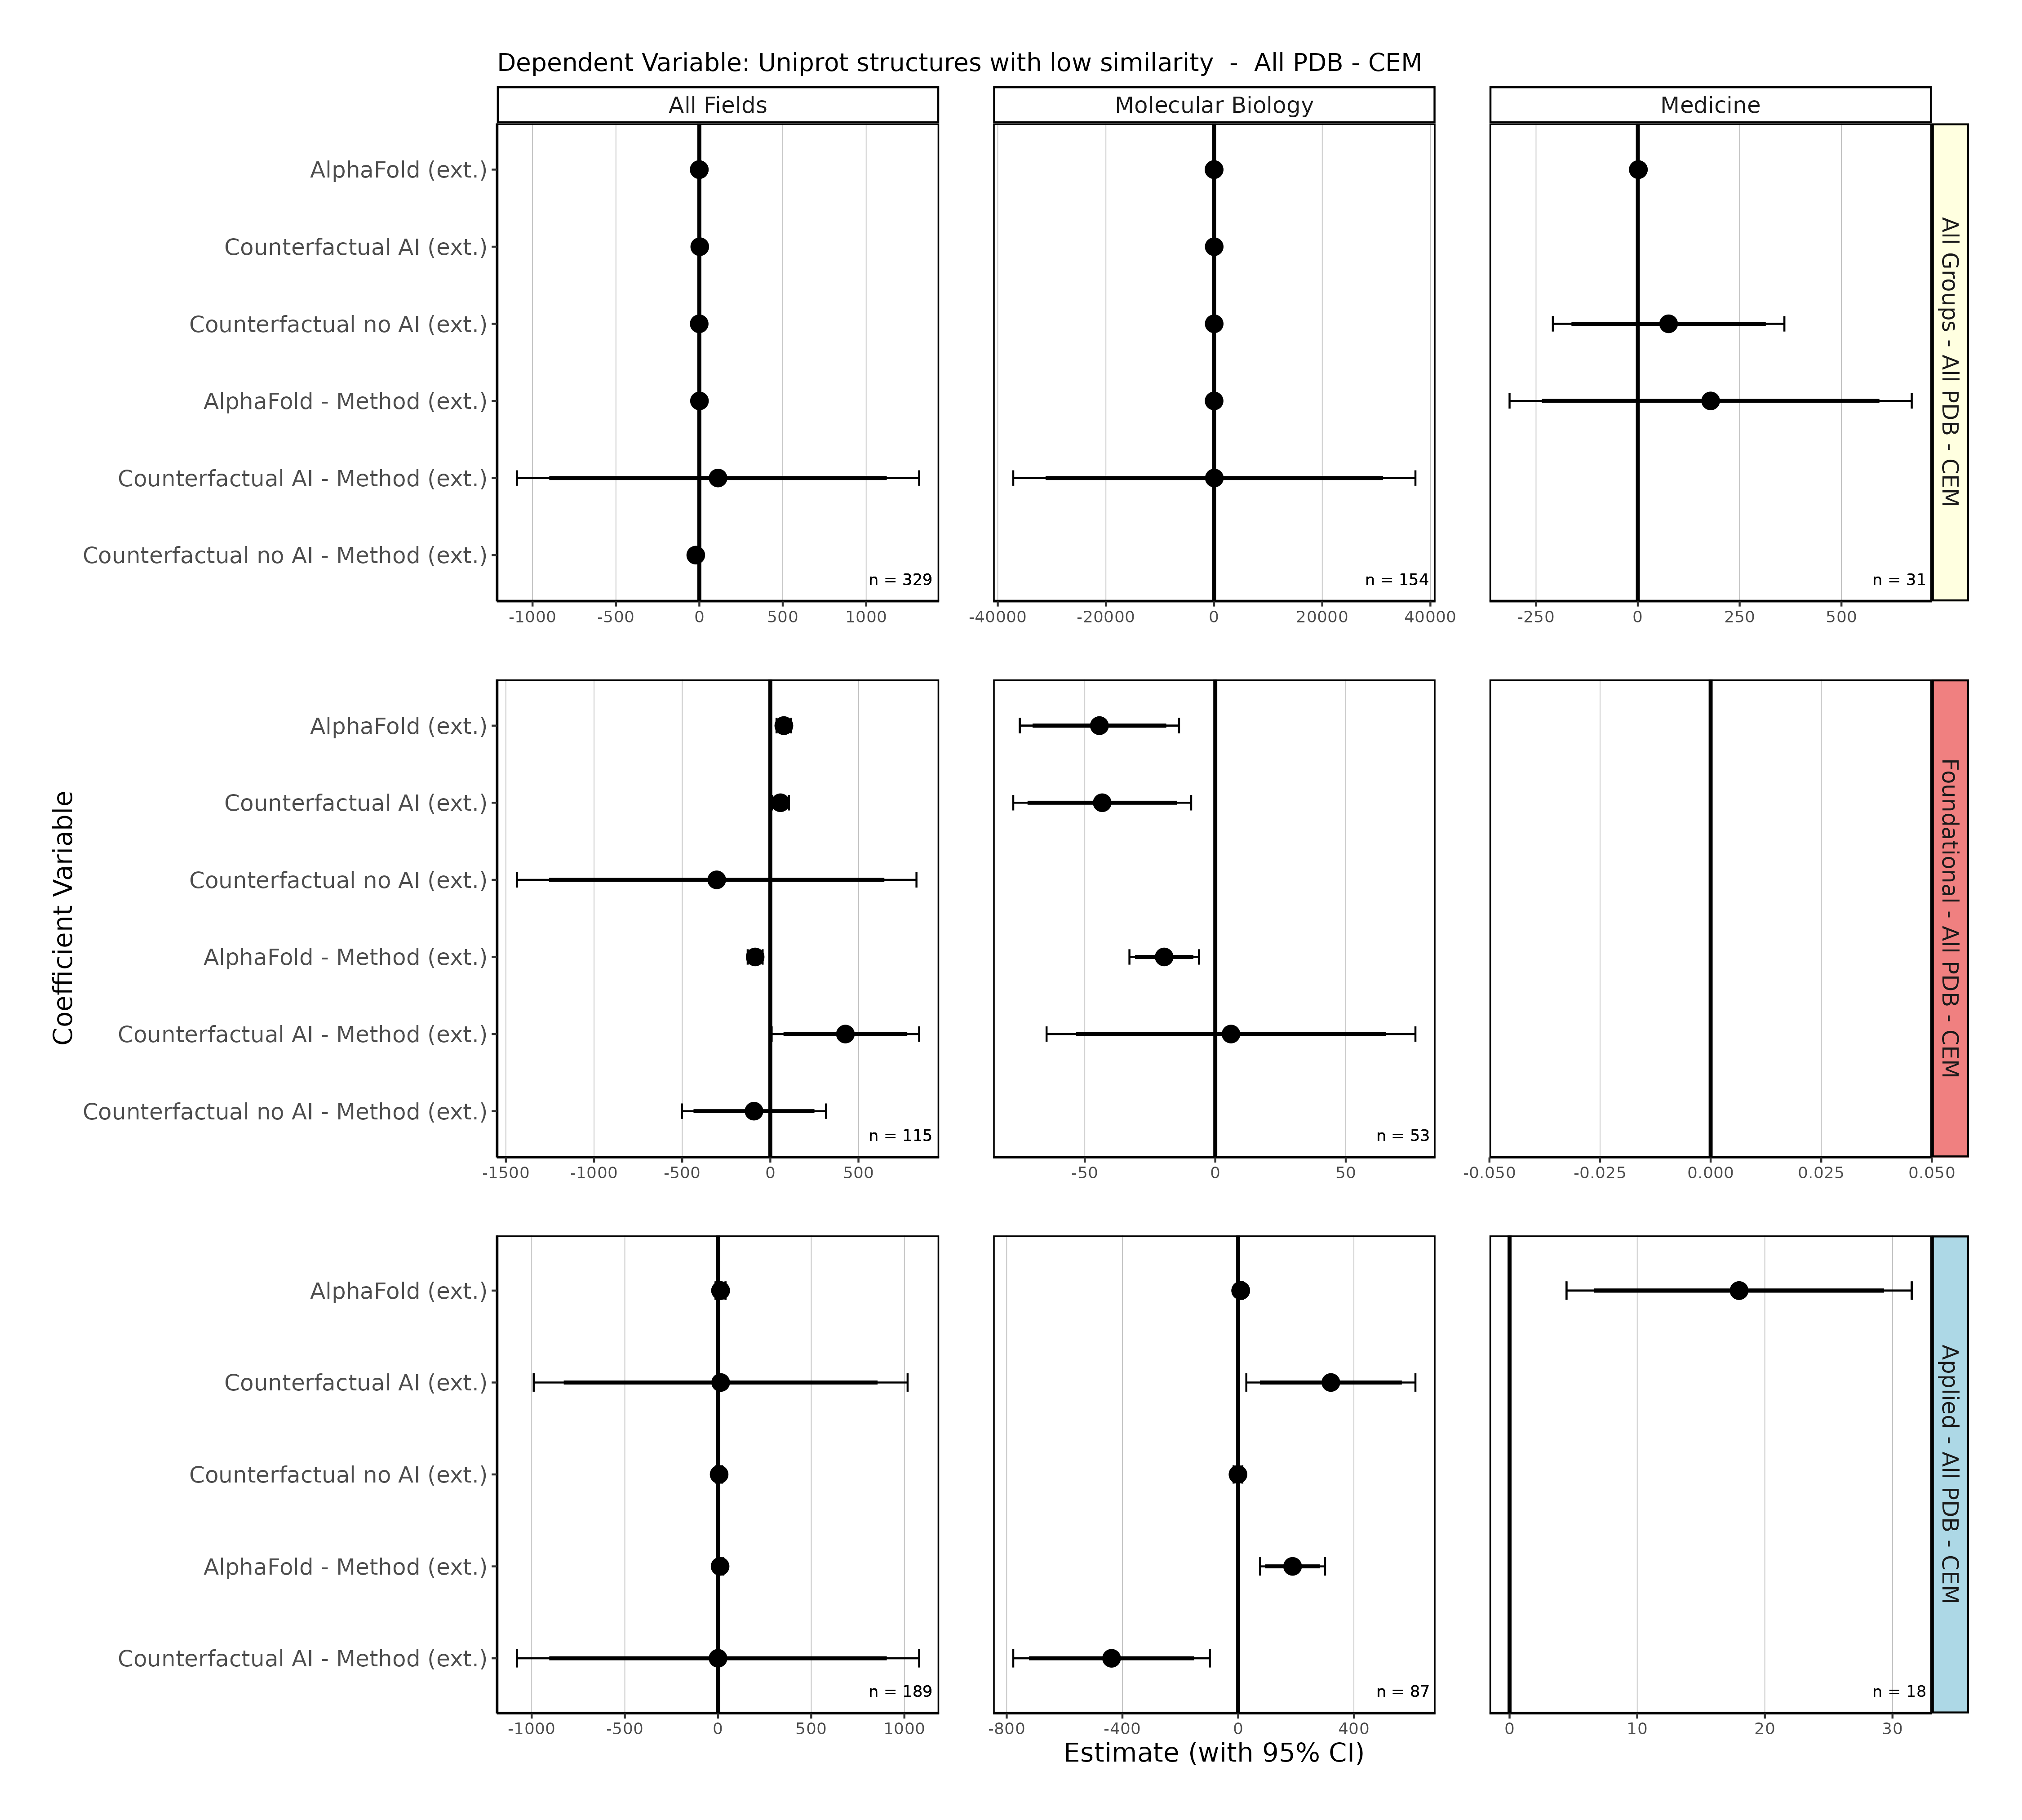 Dependent Variable: Uniprot structures with low similarity - All PDB - CEM
All Fields
Molecular Biology
Medicine
AlphaFold (ext.)
Counterfactual AI (ext.)
Counterfactual no AI (ext.)
AlphaFold - Method (ext.)
Counterfactual AI - Method (ext.)
Counterfactual no AI - Method (ext.)
n = 329
n = 154
n = 31
-1000 -500 0 500 1000
-40000 -20000 0 20000 40000
-250 0 250 500
All Groups - All PDB - CEM
Coefficient Variable
AlphaFold (ext.)
Counterfactual AI (ext.)
Counterfactual no AI (ext.)
AlphaFold - Method (ext.)
Counterfactual AI - Method (ext.)
Counterfactual no AI - Method (ext.)
n = 115
n = 53
-1500 -1000 -500 0 500
-50 0 50
-0.050 -0.025 0.000 0.025 0.050
Foundational - All PDB - CEM
AlphaFold (ext.)
Counterfactual AI (ext.)
Counterfactual no AI (ext.)
AlphaFold - Method (ext.)
Counterfactual AI - Method (ext.)
n = 189
n = 87
n = 18
-1000 -500 0 500 1000
-800 -400 0 400
0 10 20 30
Applied - All PDB - CEM
Estimate (with 95% CI)